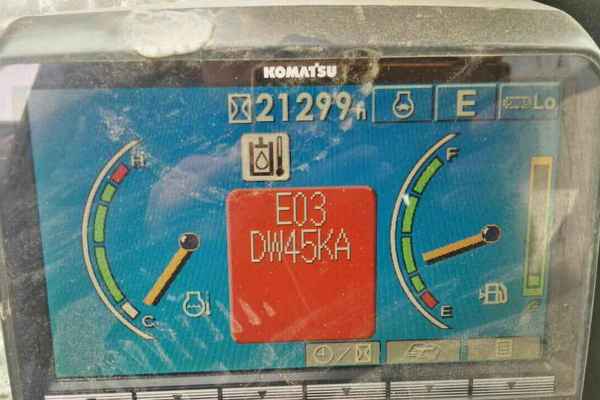 KOMATSU
21299h E Lo
H F
E03
DW45KA
C E